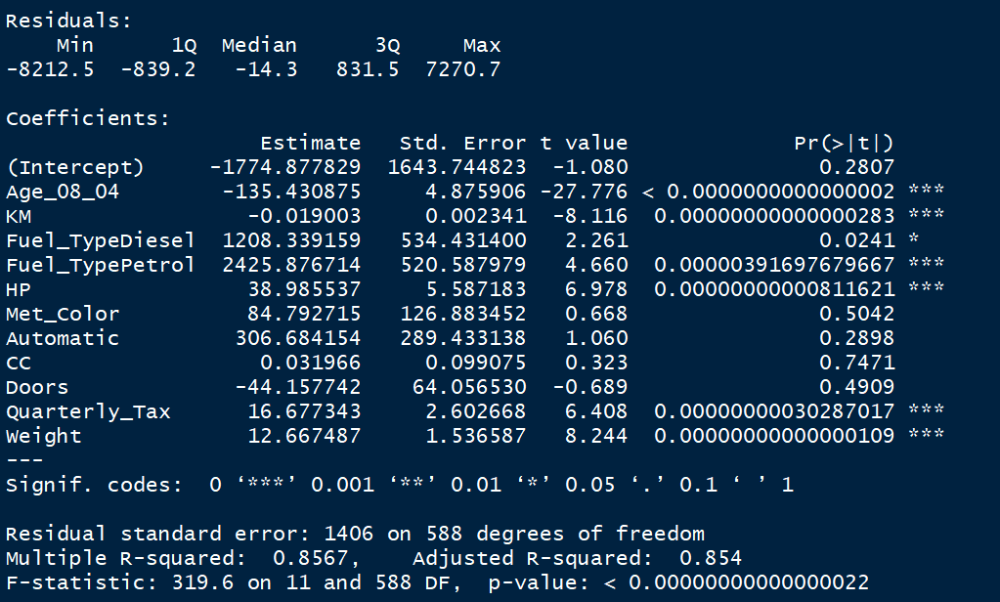 Residuals:
    Min      1Q  Median      3Q     Max
-8212.5  -839.2   -14.3   831.5  7270.7
Coefficients:
                    Estimate   Std. Error t value             Pr(>|t|)
(Intercept)     -1774.877829  1643.744823  -1.080               0.2807
Age_08_04        -135.430875     4.875906 -27.776 < 0.0000000000000002 ***
KM                 -0.019003     0.002341  -8.116 0.00000000000000283 ***
Fuel_TypeDiesel  1208.339159   534.431400   2.261               0.0241 *
Fuel_TypePetrol  2425.876714   520.587979   4.660  0.00000391697679667 ***
HP                 38.985537     5.587183   6.978  0.00000000000811621 ***
Met_Color          84.792715   126.883452   0.668               0.5042
Automatic         306.684154   289.433138   1.060               0.2898
CC                  0.031966     0.099075   0.323               0.7471
Doors             -44.157742    64.056530  -0.689               0.4909
Quarterly_Tax      16.677343     2.602668   6.408  0.00000000030287017 ***
Weight             12.667487     1.536587   8.244  0.00000000000000109 ***
---
Signif. codes:  0 ‘***’ 0.001 ‘**’ 0.01 ‘*’ 0.05 ‘.’ 0.1 ‘ ’ 1
Residual standard error: 1406 on 588 degrees of freedom
Multiple R-squared:  0.8567,    Adjusted R-squared:  0.854
F-statistic: 319.6 on 11 and 588 DF,  p-value: < 0.00000000000000022